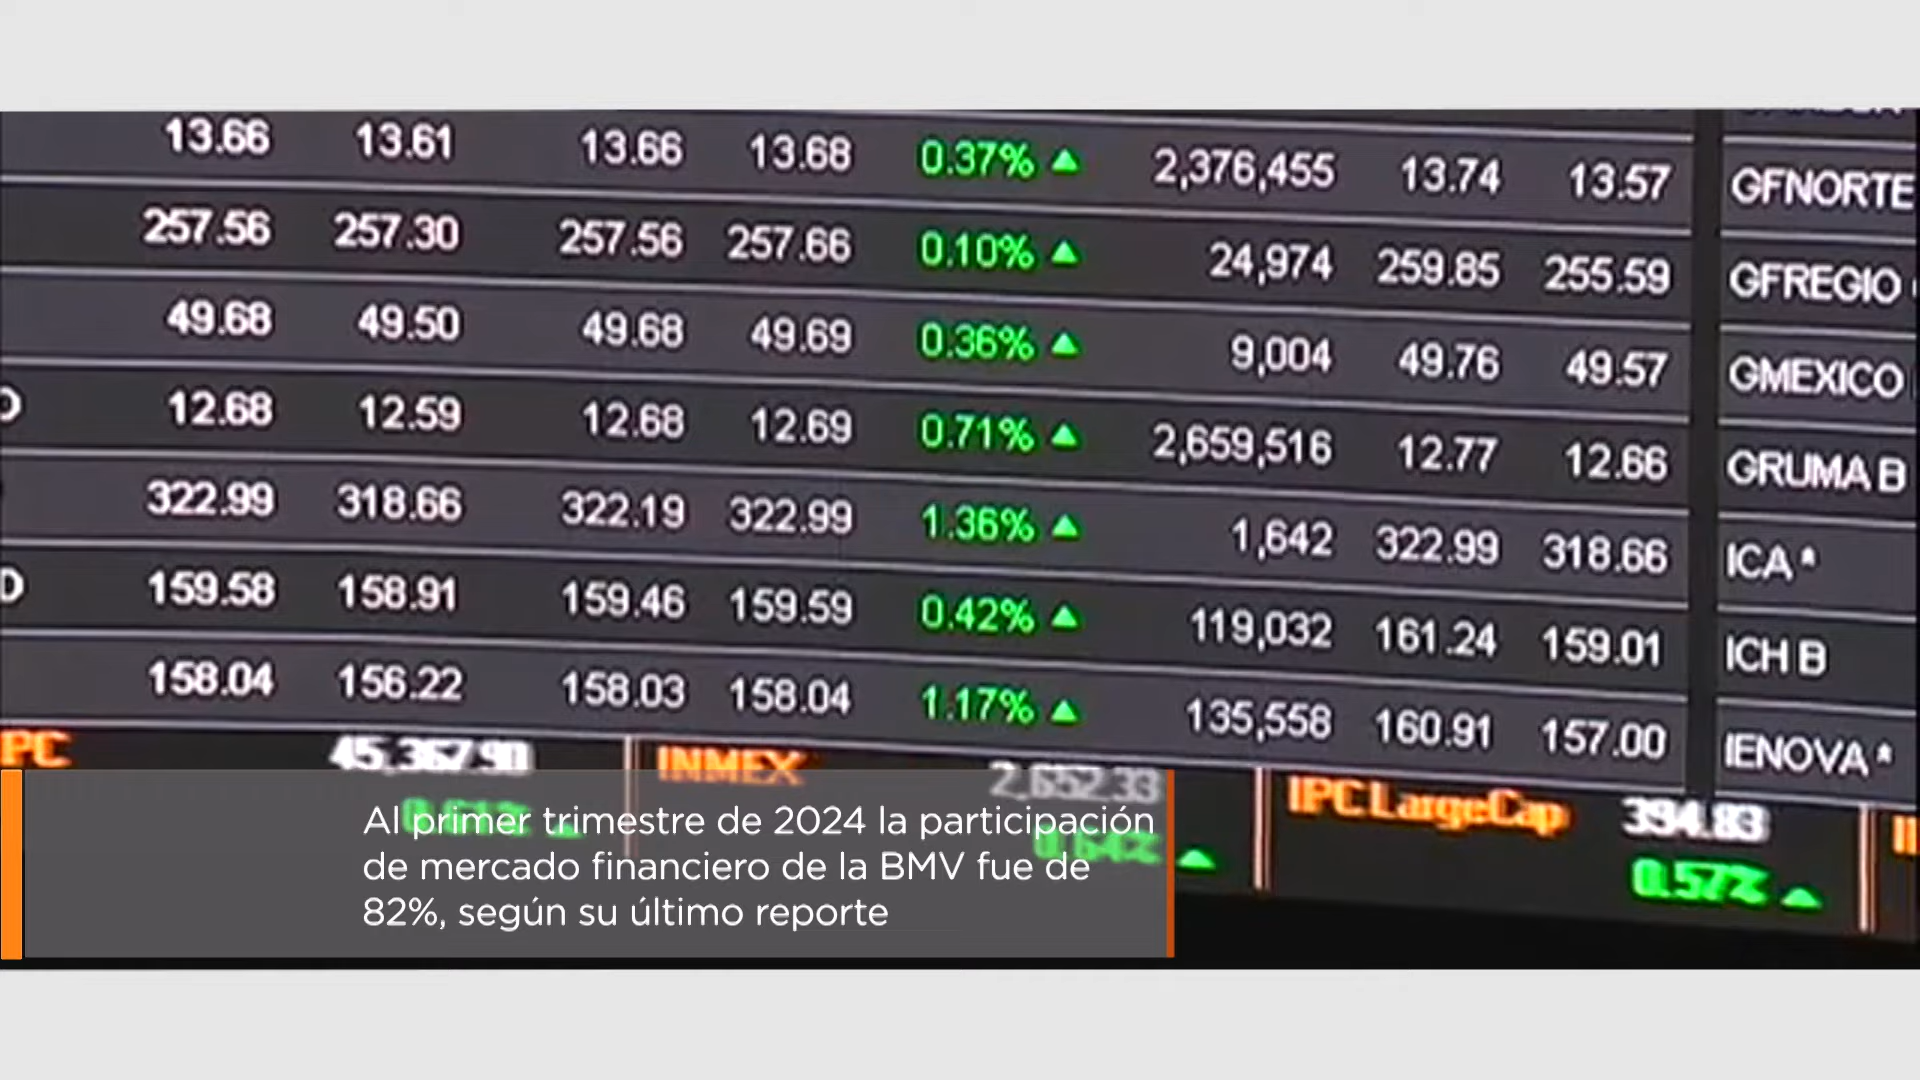 13.66 13.61 13.66 13.68 0.37% ▲ 2,376,455 13.74 13.57 GFNORTE
257.56 257.30 257.56 257.66 0.10% ▲ 24,974 259.85 255.59 GFREGIO
49.68 49.50 49.68 49.69 0.36% ▲ 9,004 49.76 49.57 GMEXICO
12.68 12.59 12.68 12.69 0.71% ▲ 2,659,516 12.77 12.66 GRUMA B
322.99 318.66 322.19 322.99 1.36% ▲ 1,642 322.99 318.66 ICA *
D 159.58 158.91 159.46 159.59 0.42% ▲ 119,032 161.24 159.01 ICH B
158.04 156.22 158.03 158.04 1.17% ▲ 135,558 160.91 157.00 IENOVA *
IPC 45,367.90 INMEX 2,652.33 IPC LargeCap 394.83
0.61% ▲ 0.64% ▲ 0.57% ▲
Al primer trimestre de 2024 la participación
de mercado financiero de la BMV fue de
82%, según su último reporte